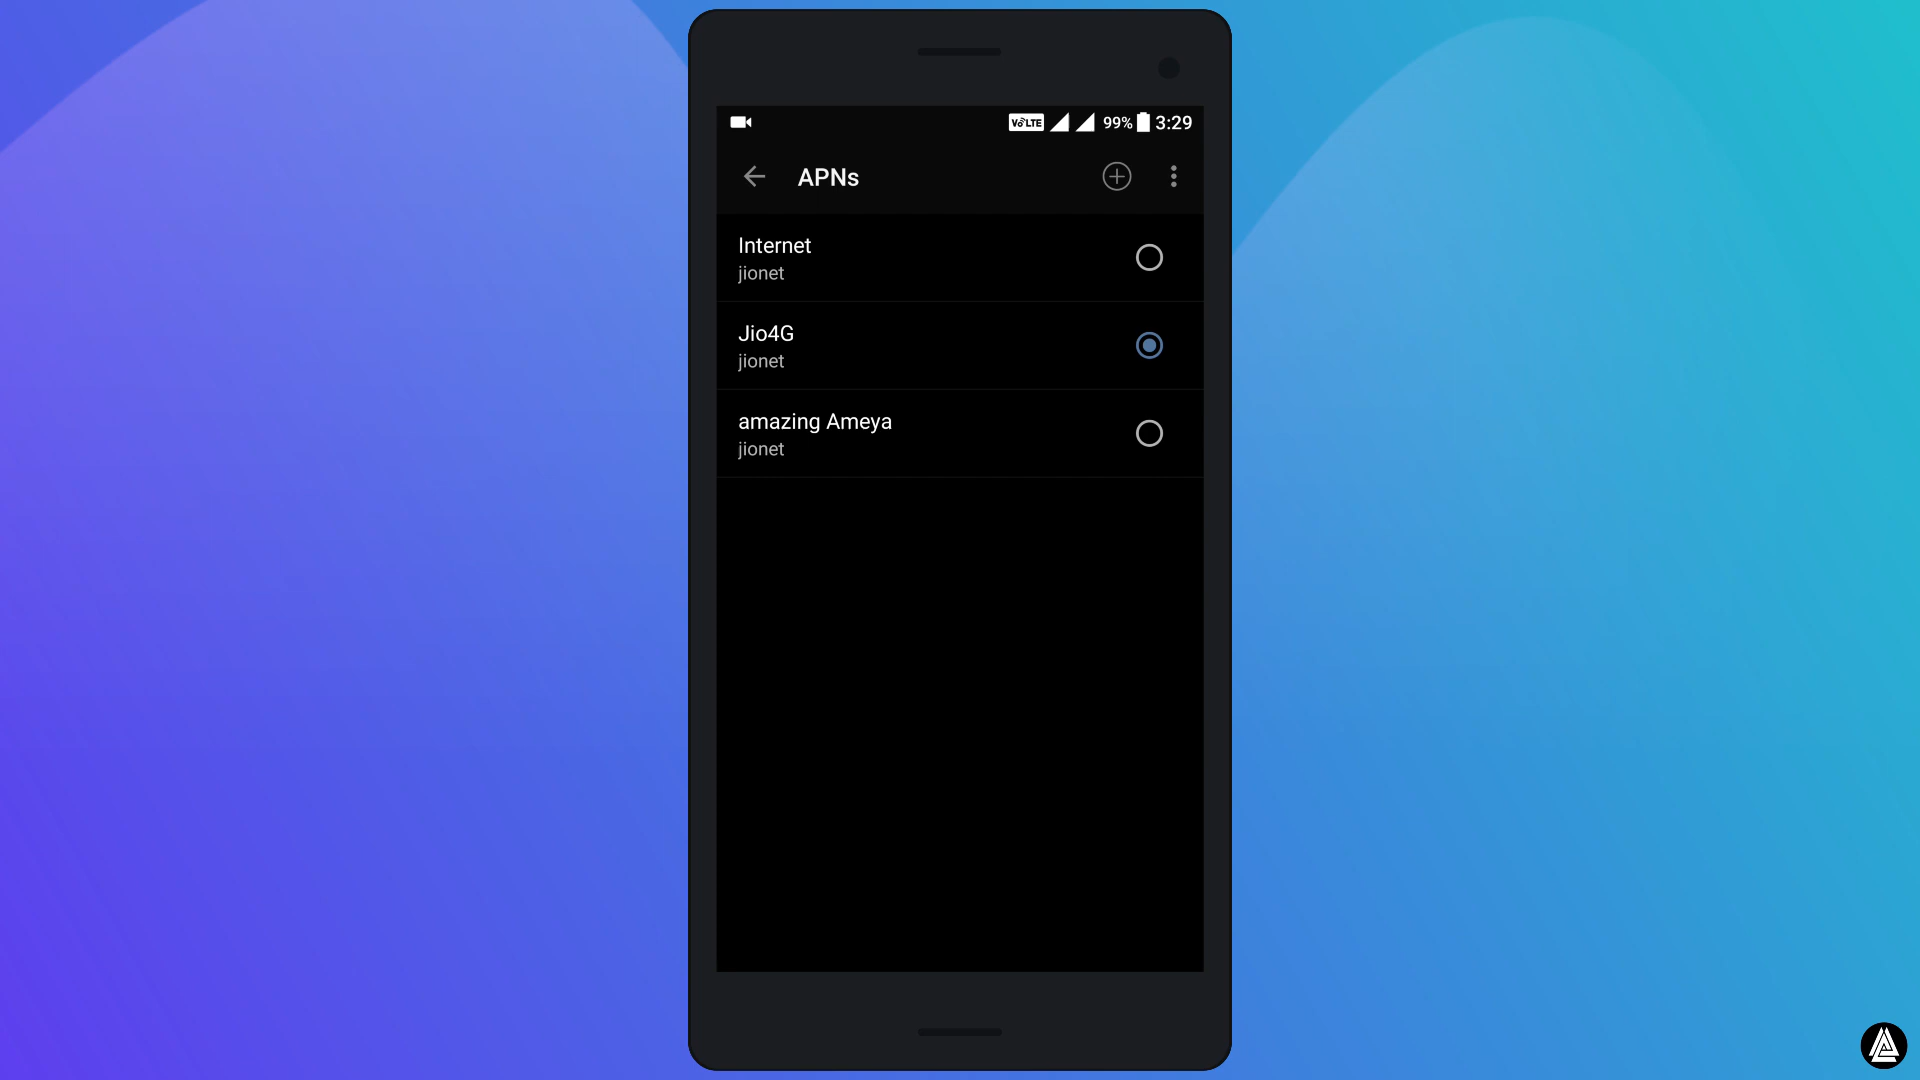 VoLTE 99% 3:29
APNs
Internet
jionet
Jio4G
jionet
amazing Ameya
jionet